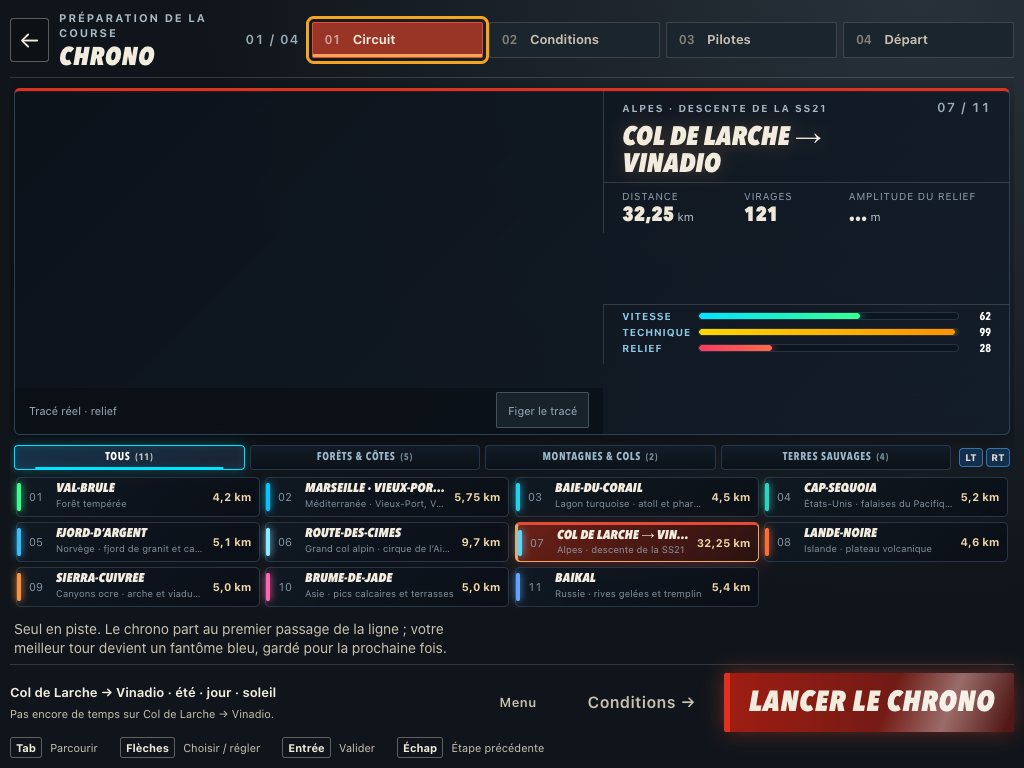 PRÉPARATION DE LA
COURSE
CHRONO
01 / 04
01 Circuit
02 Conditions
03 Pilotes
04 Départ
ALPES · DESCENTE DE LA SS21
07 / 11
COL DE LARCHE →
VINADIO
DISTANCE
32,25 km
VIRAGES
121
AMPLITUDE DU RELIEF
... m
VITESSE 62
TECHNIQUE 99
RELIEF 28
Tracé réel · relief
Figer le tracé
TOUS (11)
FORÊTS & CÔTES (5)
MONTAGNES & COLS (2)
TERRES SAUVAGES (4)
LT
RT
01 VAL-BRULE
Forêt tempérée
4,2 km
02 MARSEILLE · VIEUX-POR...
Méditerranée · Vieux-Port, V...
5,75 km
03 BAIE-DU-CORAIL
Lagon turquoise · atoll et phar...
4,5 km
04 CAP-SEQUOIA
États-Unis · falaises du Pacifiq...
5,2 km
05 FJORD-D'ARGENT
Norvège · fjord de granit et ca...
5,1 km
06 ROUTE-DES-CIMES
Grand col alpin · cirque de l'Ai...
9,7 km
07 COL DE LARCHE → VIN...
Alpes · descente de la SS21
32,25 km
08 LANDE-NOIRE
Islande · plateau volcanique
4,6 km
09 SIERRA-CUIVREE
Canyons ocre · arche et viadu...
5,0 km
10 BRUME-DE-JADE
Asie · pics calcaires et terrasses
5,0 km
11 BAIKAL
Russie · rives gelées et tremplin
5,4 km
Seul en piste. Le chrono part au premier passage de la ligne ; votre
meilleur tour devient un fantôme bleu, gardé pour la prochaine fois.
Col de Larche → Vinadio · été · jour · soleil
Pas encore de temps sur Col de Larche → Vinadio.
Menu
Conditions →
LANCER LE CHRONO
Tab Parcourir
Flèches Choisir / régler
Entrée Valider
Échap Étape précédente